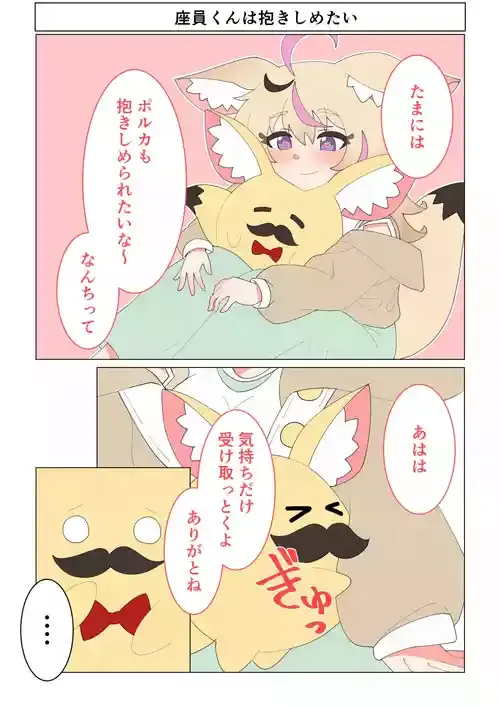 座員くんは抱きしめたい
たまには
ポルカも
抱きしめられたいな～
なんちって
あはは
気持ちだけ
受け取っとくよ
ありがとね
ぎゅっ
････